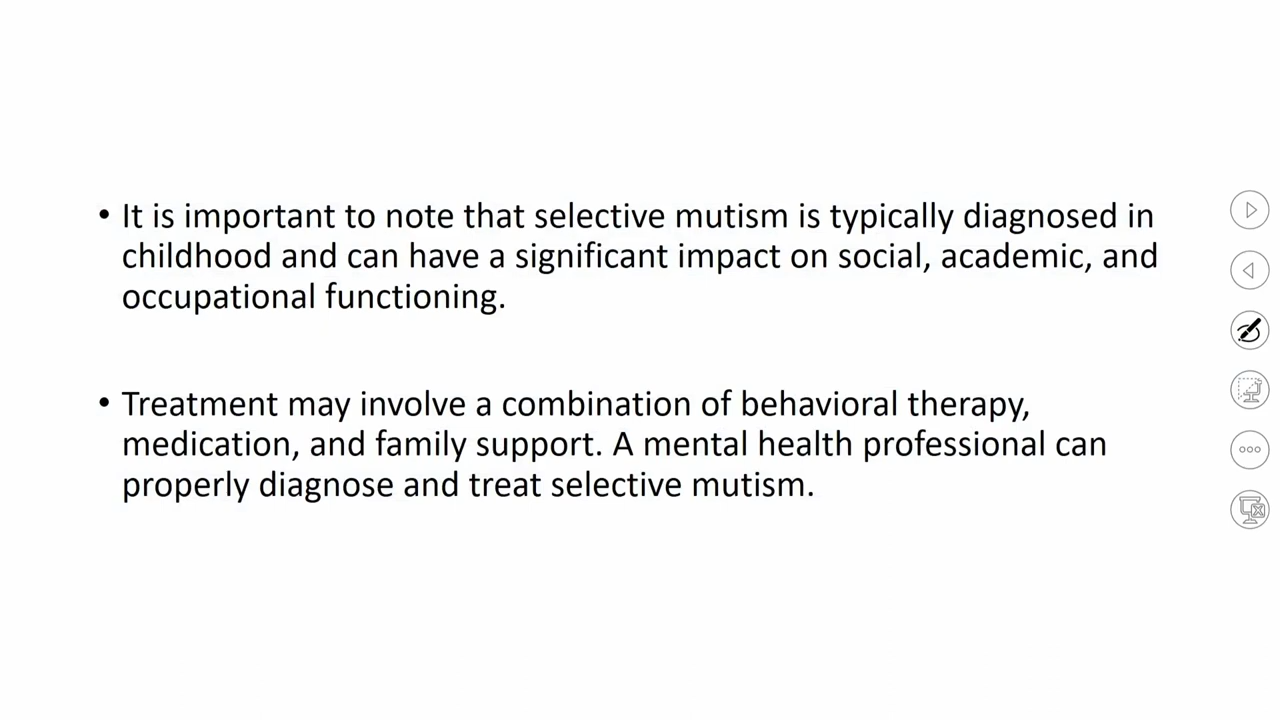 • It is important to note that selective mutism is typically diagnosed in
childhood and can have a significant impact on social, academic, and
occupational functioning.
• Treatment may involve a combination of behavioral therapy,
medication, and family support. A mental health professional can
properly diagnose and treat selective mutism.